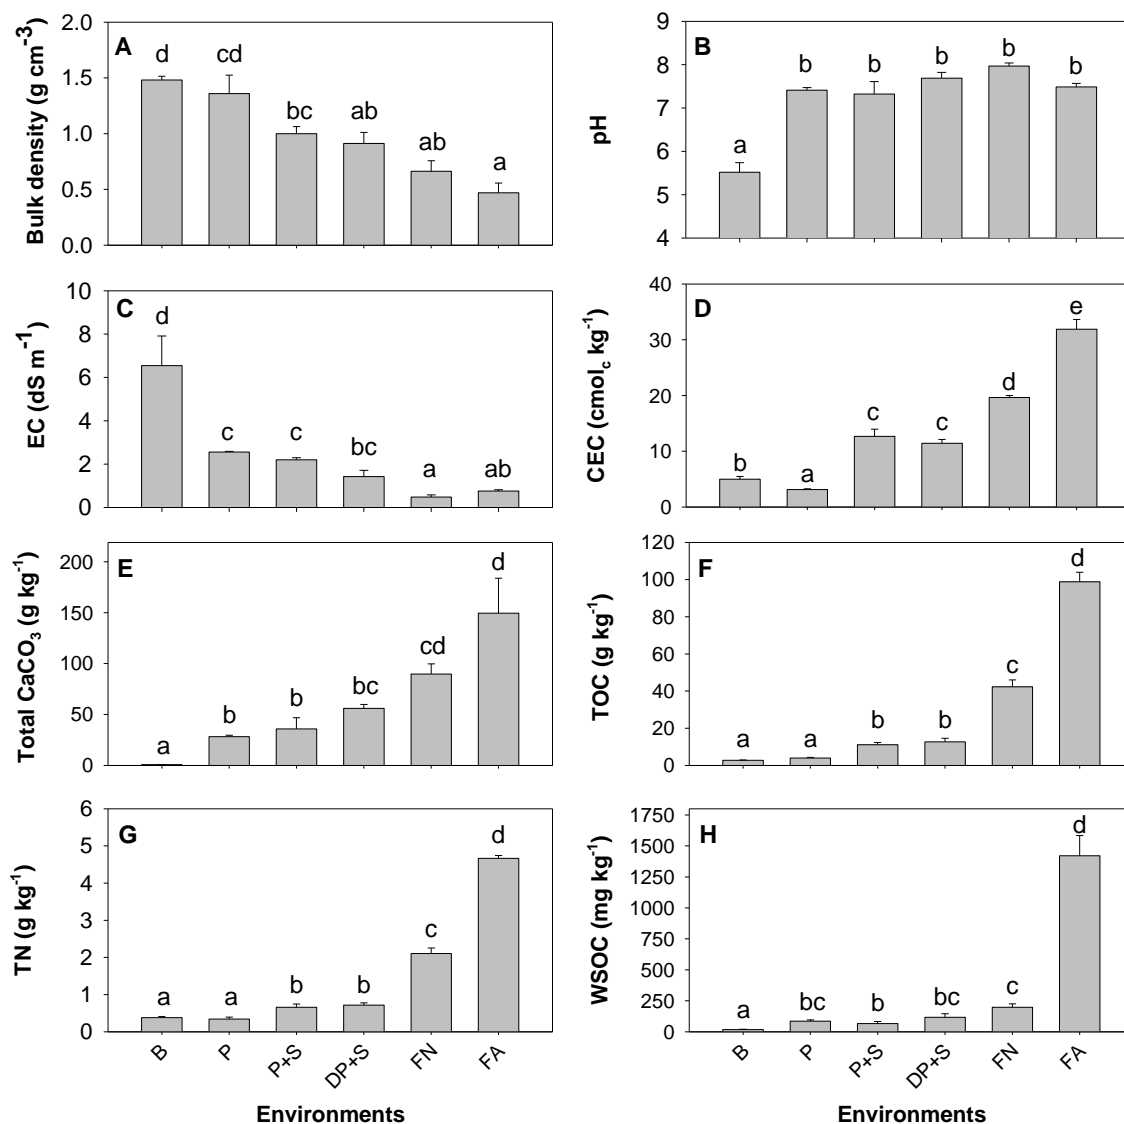 A
Bulk density (g cm-3)
2.0
1.5
1.0
0.5
0.0
d
cd
bc
ab
ab
a
B
pH
9
8
7
6
5
4
a
b
b
b
b
b
C
EC (dS m-1)
10
8
6
4
2
0
d
c
c
bc
a
ab
D
CEC (cmolc kg-1)
40
30
20
10
0
b
a
c
c
d
e
E
Total CaCO3 (g kg-1)
200
150
100
50
0
a
b
b
bc
cd
d
F
TOC (g kg-1)
120
100
80
60
40
20
0
a
a
b
b
c
d
G
TN (g kg-1)
6
5
4
3
2
1
0
a
a
b
b
c
d
B
P
P+S
DP+S
FN
FA
Environments
H
WSOC (mg kg-1)
1750
1500
1250
1000
750
500
250
0
a
bc
b
bc
c
d
B
P
P+S
DP+S
FN
FA
Environments